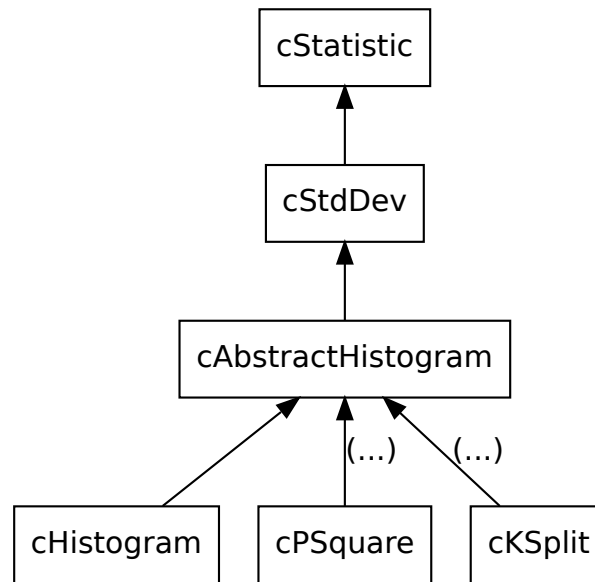 cStatistic
cStdDev
cAbstractHistogram
(...) (...)
cHistogram cPSquare cKSplit